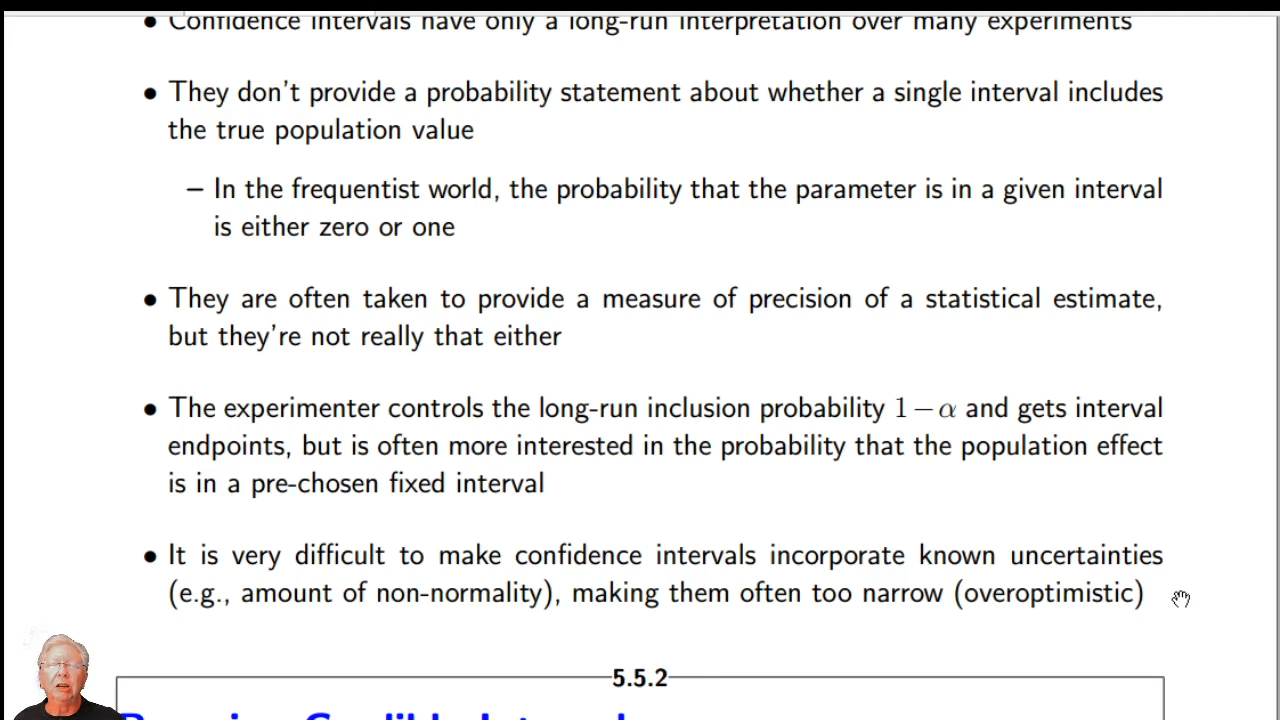 • Confidence intervals have only a long-run interpretation over many experiments
• They don't provide a probability statement about whether a single interval includes
the true population value
– In the frequentist world, the probability that the parameter is in a given interval
is either zero or one
• They are often taken to provide a measure of precision of a statistical estimate,
but they're not really that either
• The experimenter controls the long-run inclusion probability 1 − α and gets interval
endpoints, but is often more interested in the probability that the population effect
is in a pre-chosen fixed interval
• It is very difficult to make confidence intervals incorporate known uncertainties
(e.g., amount of non-normality), making them often too narrow (overoptimistic)
5.5.2